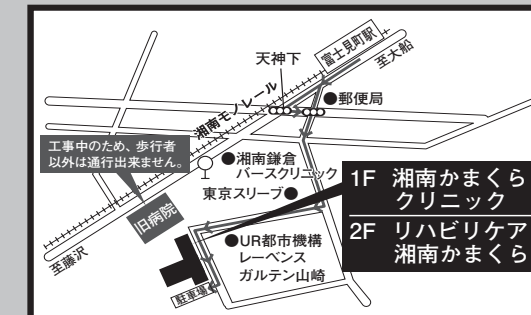 富士見町駅
至大船
天神下
●郵便局
湘南モノレール
工事中のため、歩行者
以外は通行出来ません。
●湘南鎌倉
バースクリニック
東京スリープ●
旧病院
至藤沢
●UR都市機構
レーベンス
ガルテン山崎
駐車場
1F 湘南かまくら
クリニック
2F リハビリケア
湘南かまくら